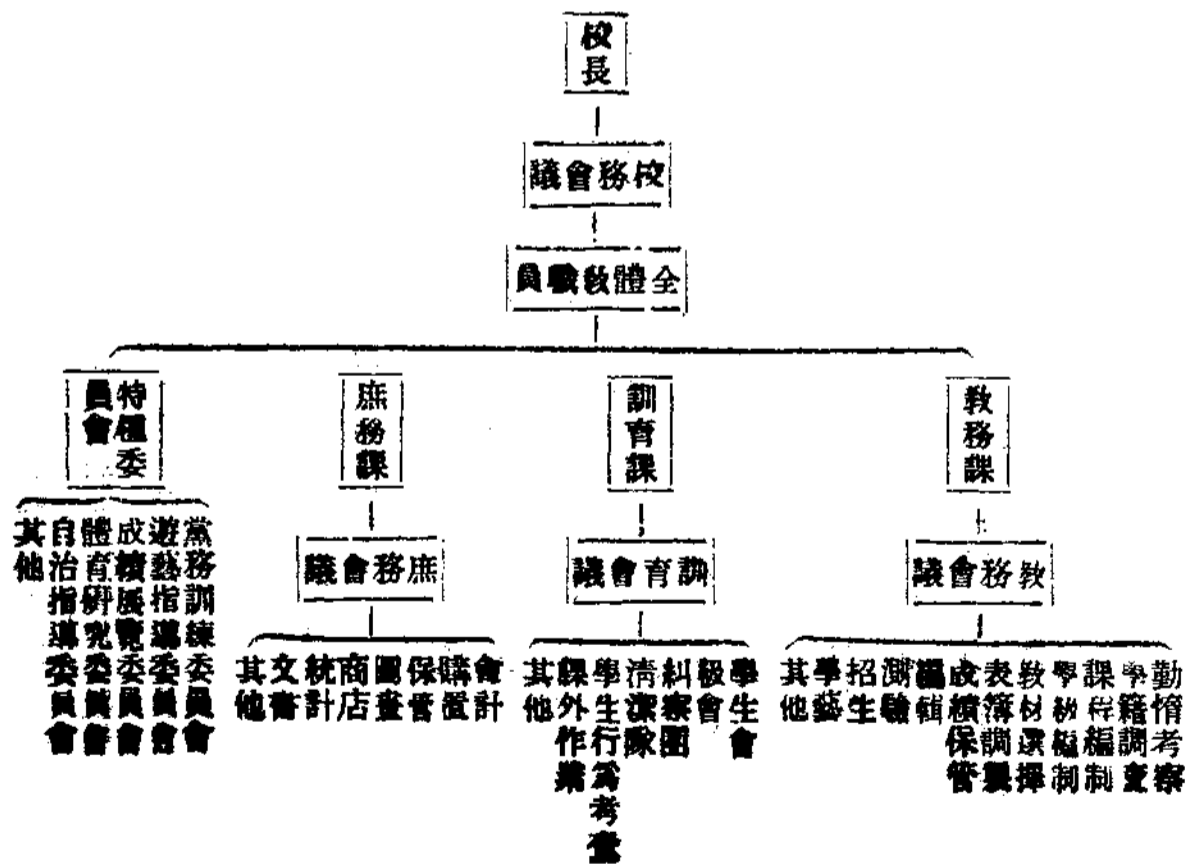 校長
校務會議
全體教職員
教務課
教務會議
勤惰考察
學籍調查
課程編制
學級編制
教材選擇
表簿調製
成績保管
編輯
測驗
招生
學藝
其他
訓育課
訓育會議
學生會
級會
糾察團
清潔隊
學生行爲考查
課外作業
其他
庶務課
庶務會議
會計
購置
保管
圖畫
商店
統計
文書
其他
特種委員會
黨務訓練委員會
遊藝指導委員會
成績展覽委員會
體育研究委員會
自治指導委員會
其他